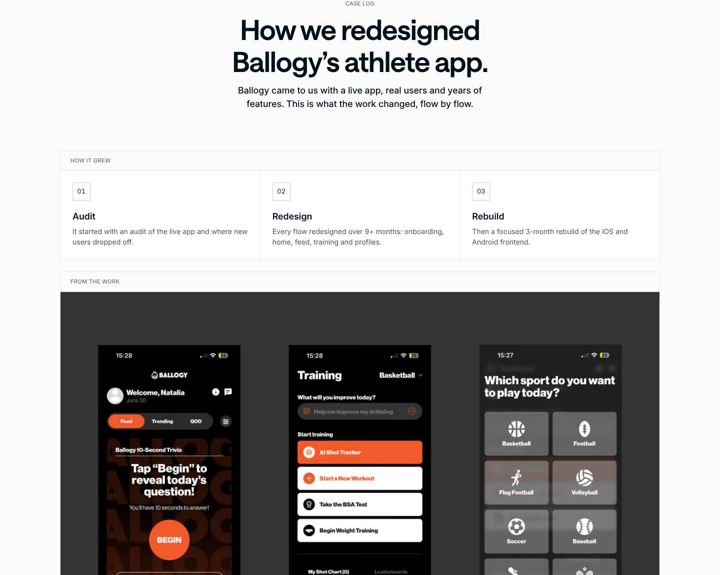 CASE LOG
How we redesigned
Ballogy’s athlete app.
Ballogy came to us with a live app, real users and years of
features. This is what the work changed, flow by flow.
HOW IT GREW
01
Audit
It started with an audit of the live app and where new
users dropped off.
02
Redesign
Every flow redesigned over 9+ months: onboarding,
home, feed, training and profiles.
03
Rebuild
Then a focused 3-month rebuild of the iOS and
Android frontend.
FROM THE WORK
15:28
BALLOGY
Welcome, Natalia
June 30
Feed
Trending
QOD
Ballogy 10-Second Trivia
Tap “Begin” to
reveal today’s
question!
You'll have 10 seconds to answer!
BEGIN
15:28
Training
Basketball
What will you improve today?
Help me improve my dribbling
Start training
AI Shot Tracker
Start a New Workout
Take the BSA Test
Begin Weight Training
My Shot Chart (0)
Leaderboards
15:27
Which sport do you want
to play today?
Basketball
Football
Flag Football
Volleyball
Soccer
Baseball